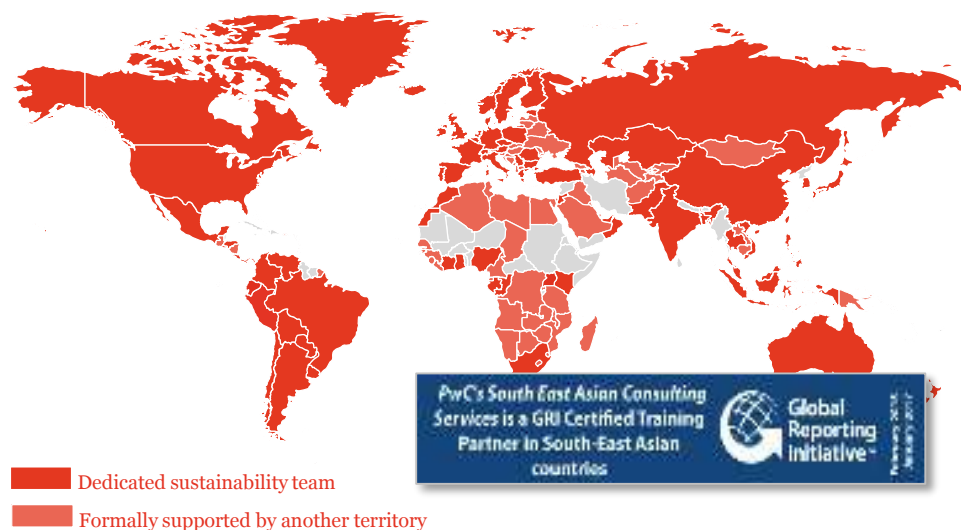 PwC's South East Asian Consulting
Services is a GRI Certified Training
Partner in South-East Asian
countries
Global
Reporting
Initiative™
Dedicated sustainability team
Formally supported by another territory